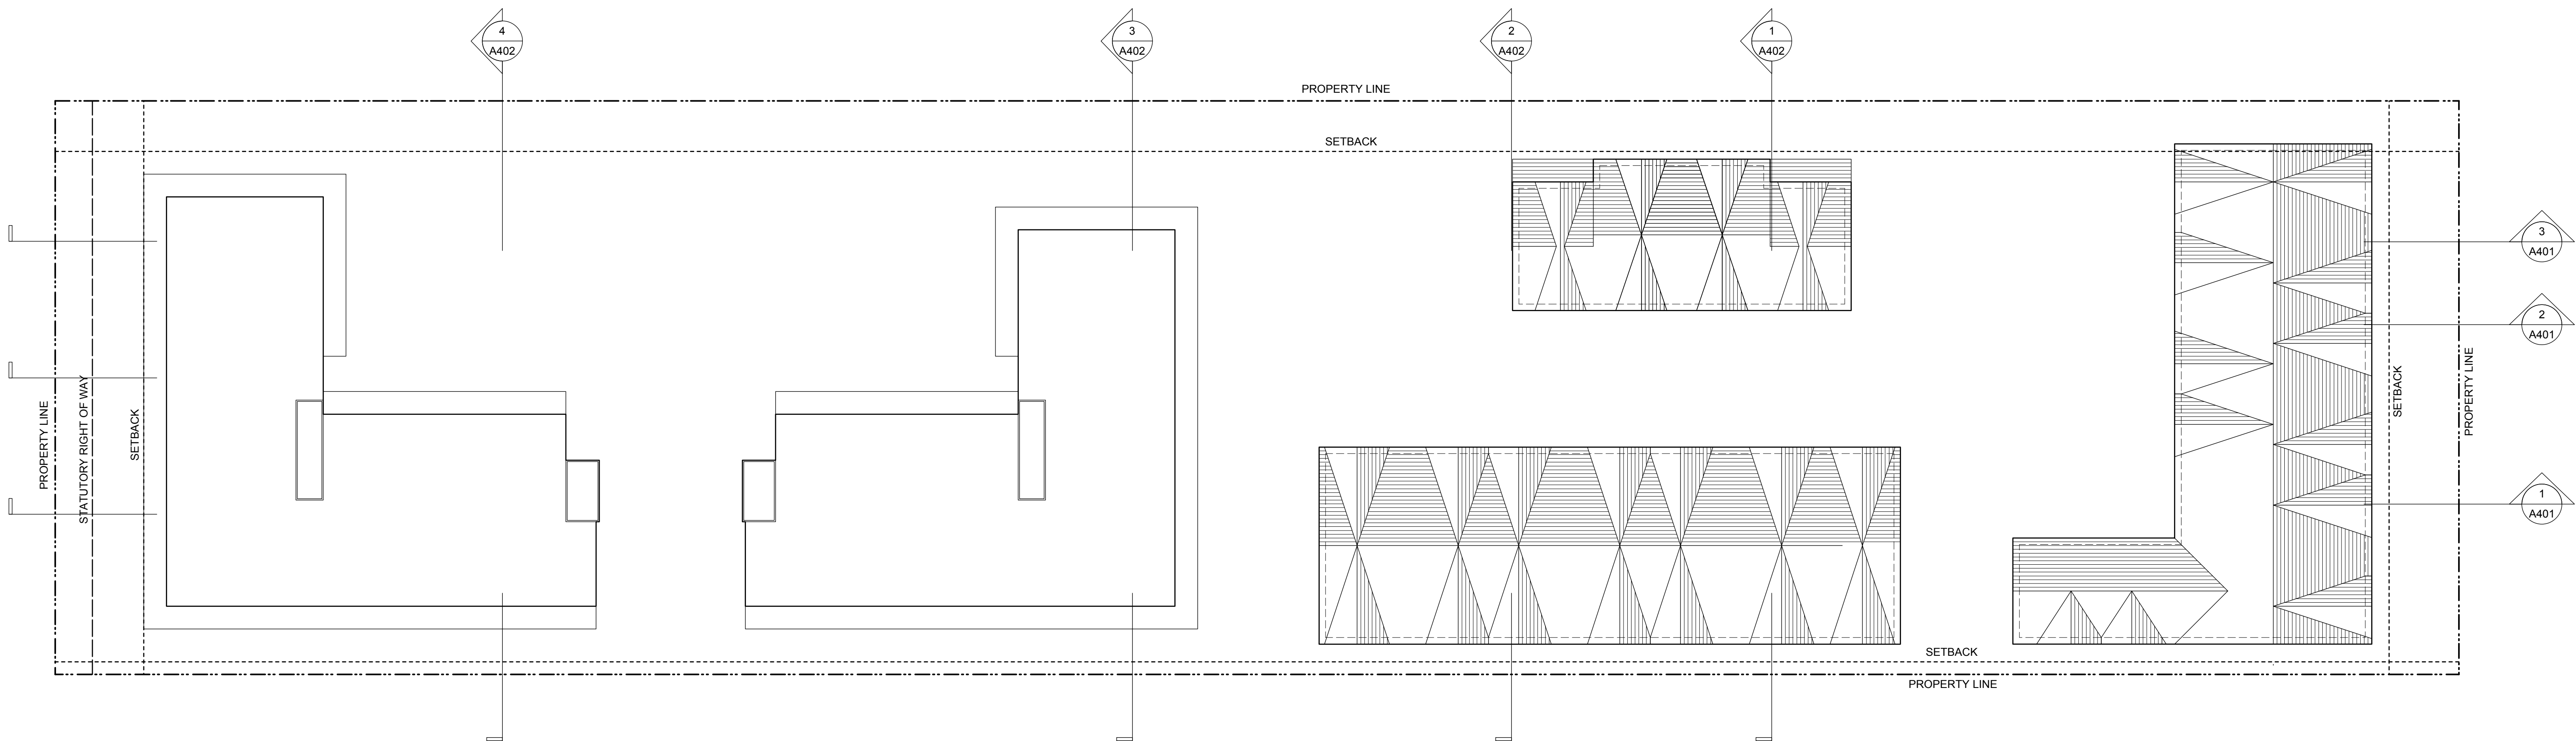 4
A402
3
A402
2
A402
1
A402
PROPERTY LINE
SETBACK
3
A401
2
A401
1
A401
PROPERTY LINE
STATUTORY RIGHT OF WAY
SETBACK
SETBACK
PROPERTY LINE
SETBACK
PROPERTY LINE